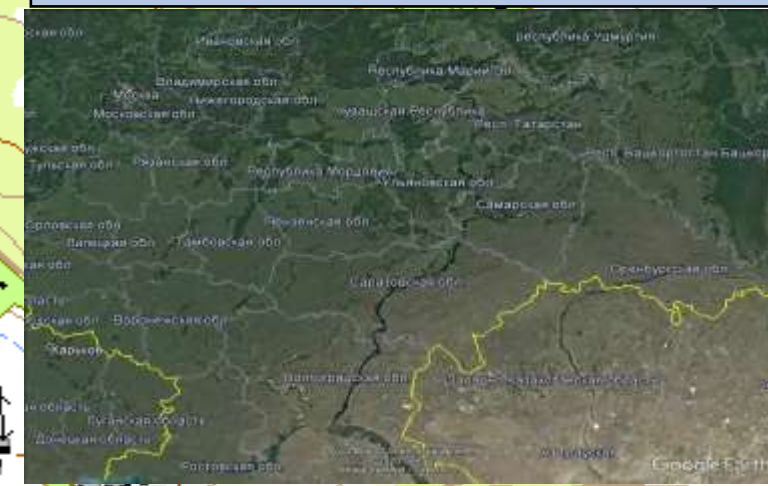 Ивановская обл
республика Удмуртия
Владимирская обл
Республика Марий Эл
Москва
Нижегородская обл
Московская обл
Чувашская Республика
Респ. Татарстан
Тульская обл
Рязанская обл
Респ. Башкортостан
Республика Мордовия
Ульяновская обл
Самарская обл
Орловская обл
Пензенская обл
Липецкая обл
Тамбовская обл
Оренбургская обл
Саратовская обл
Воронежская обл
Харьков
Волгоградская обл
Луганская область
Донецкая область
Ростовская обл
Google Earth